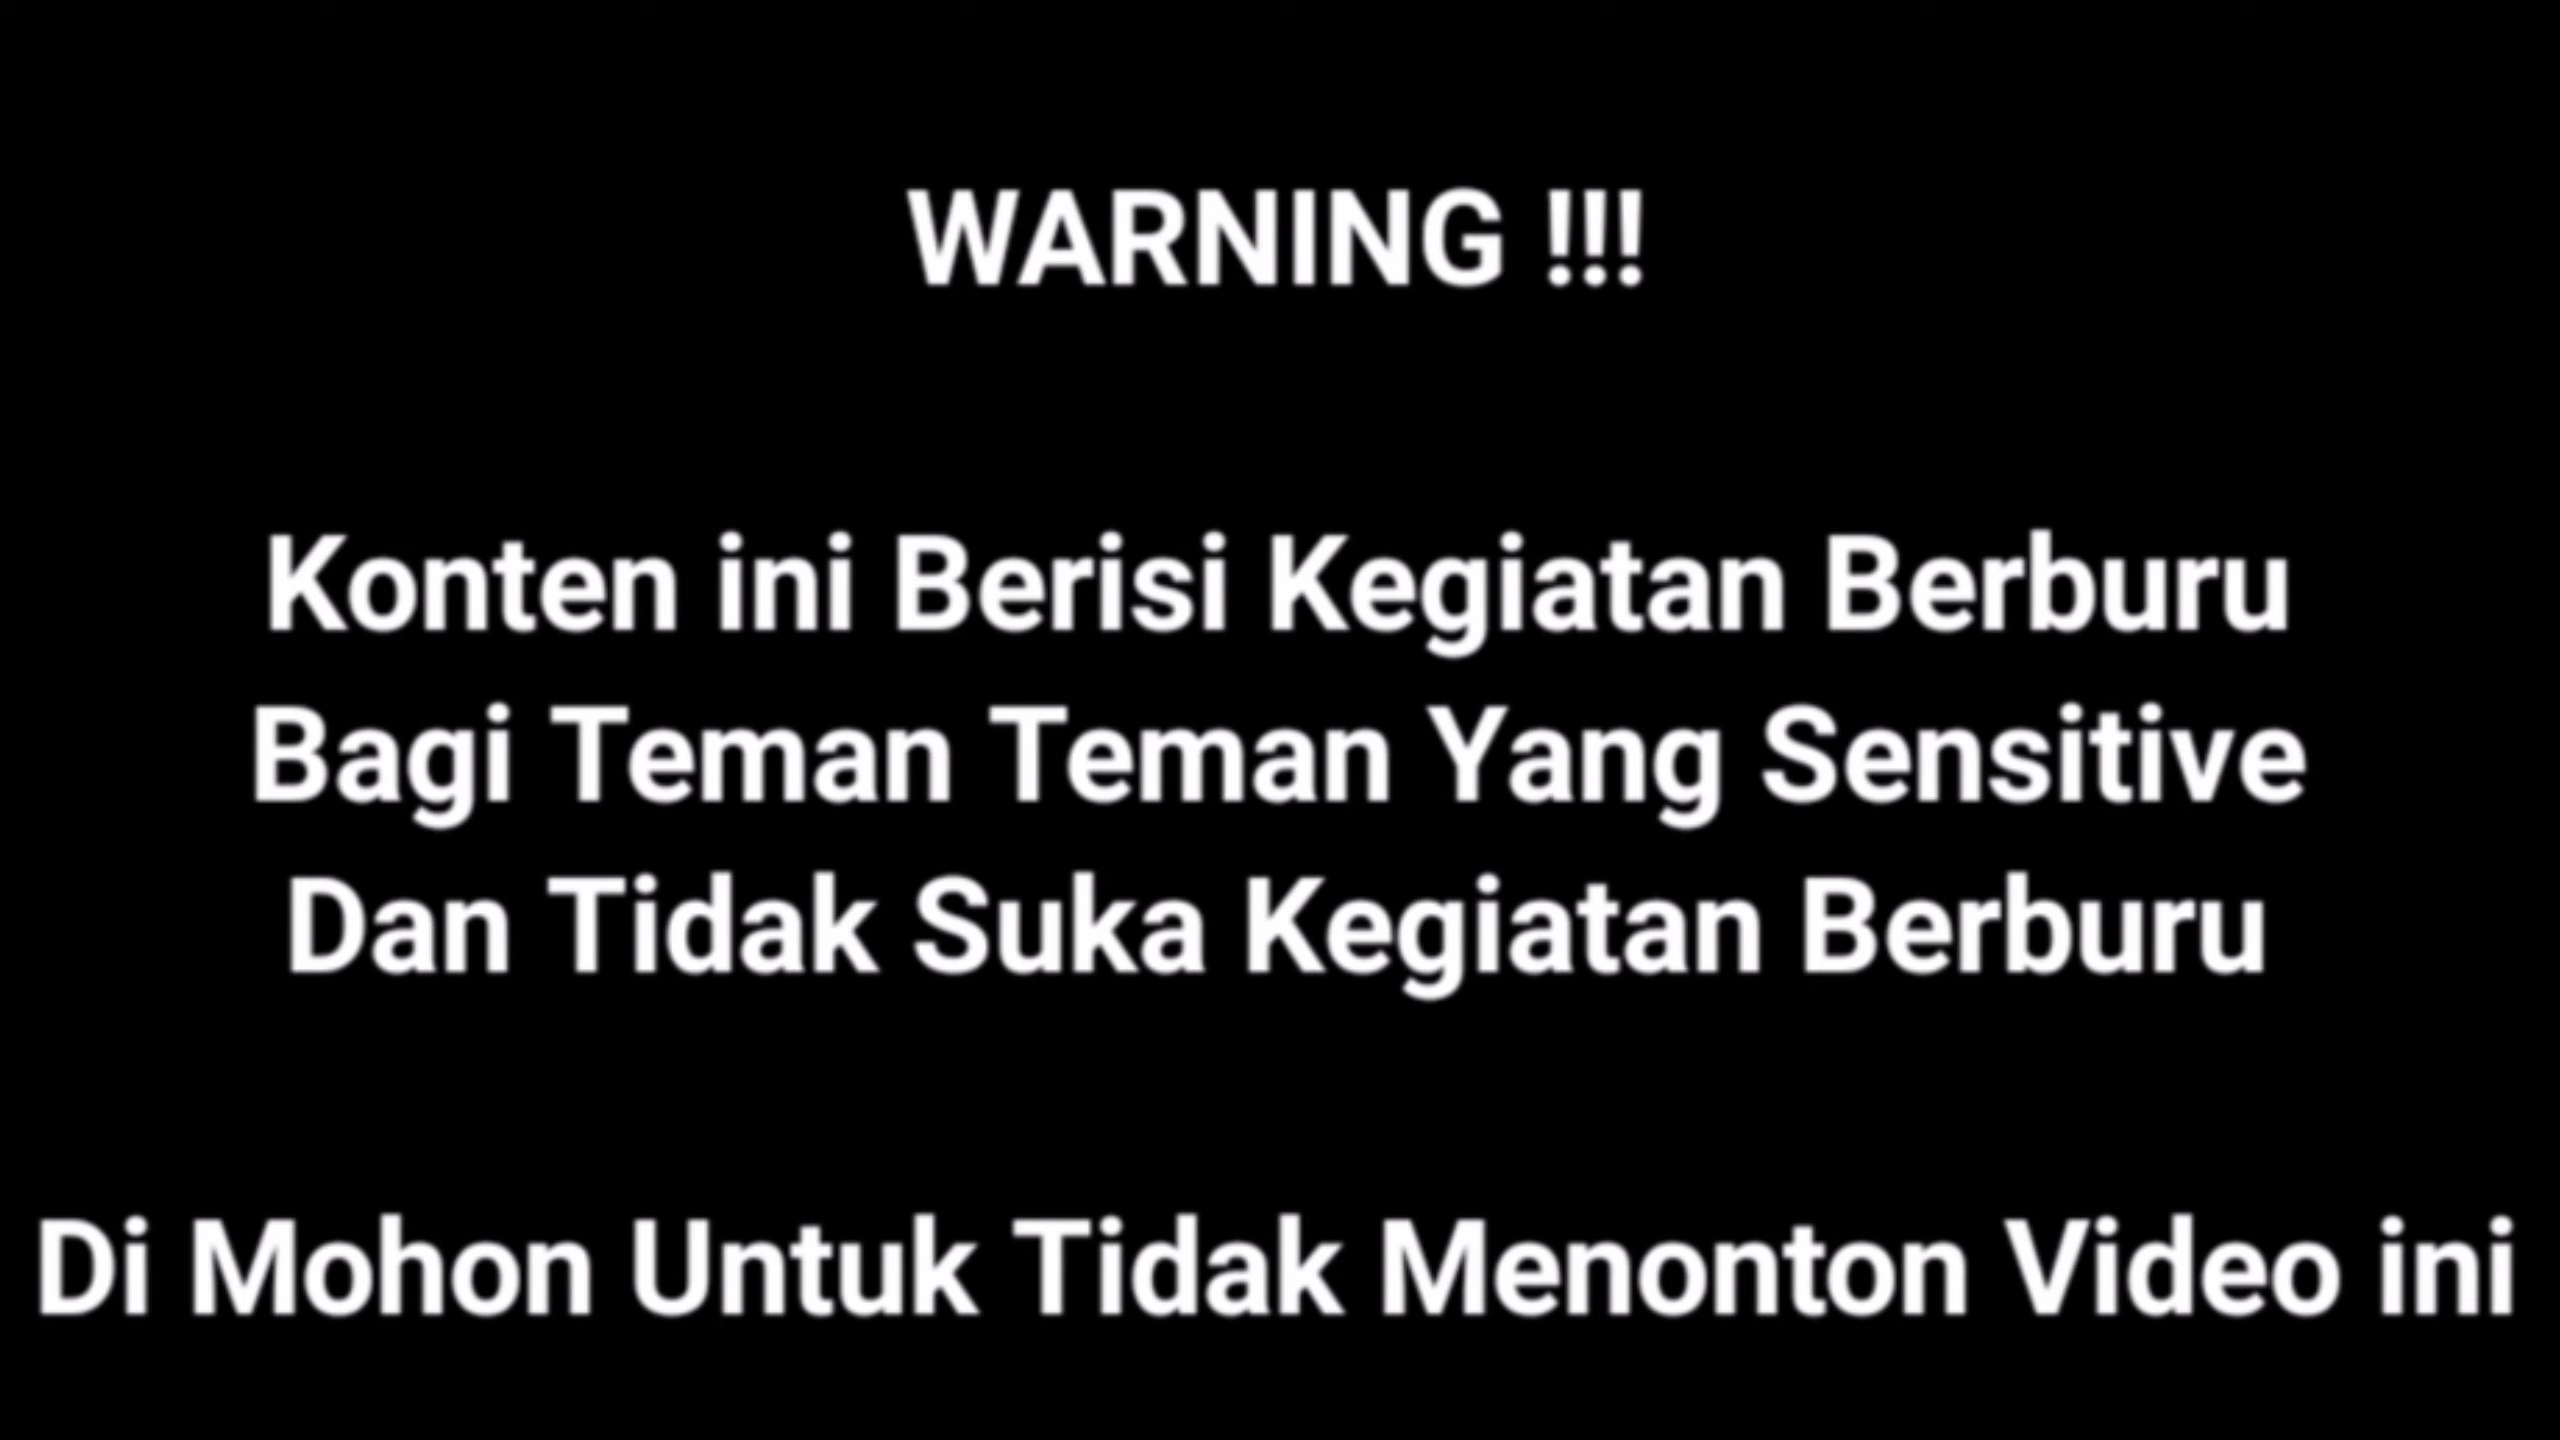 WARNING !!!
Konten ini Berisi Kegiatan Berburu
Bagi Teman Teman Yang Sensitive
Dan Tidak Suka Kegiatan Berburu
Di Mohon Untuk Tidak Menonton Video ini